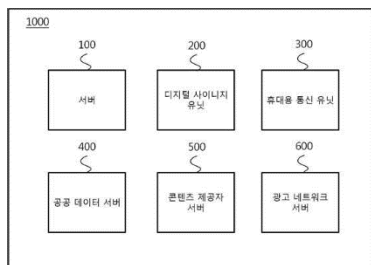 1000
100 200 300
서버
디지털 사이니지
유닛
휴대용 통신 유닛
400 500 600
공공 데이터 서버
콘텐츠 제공자
서버
광고 네트워크
서버